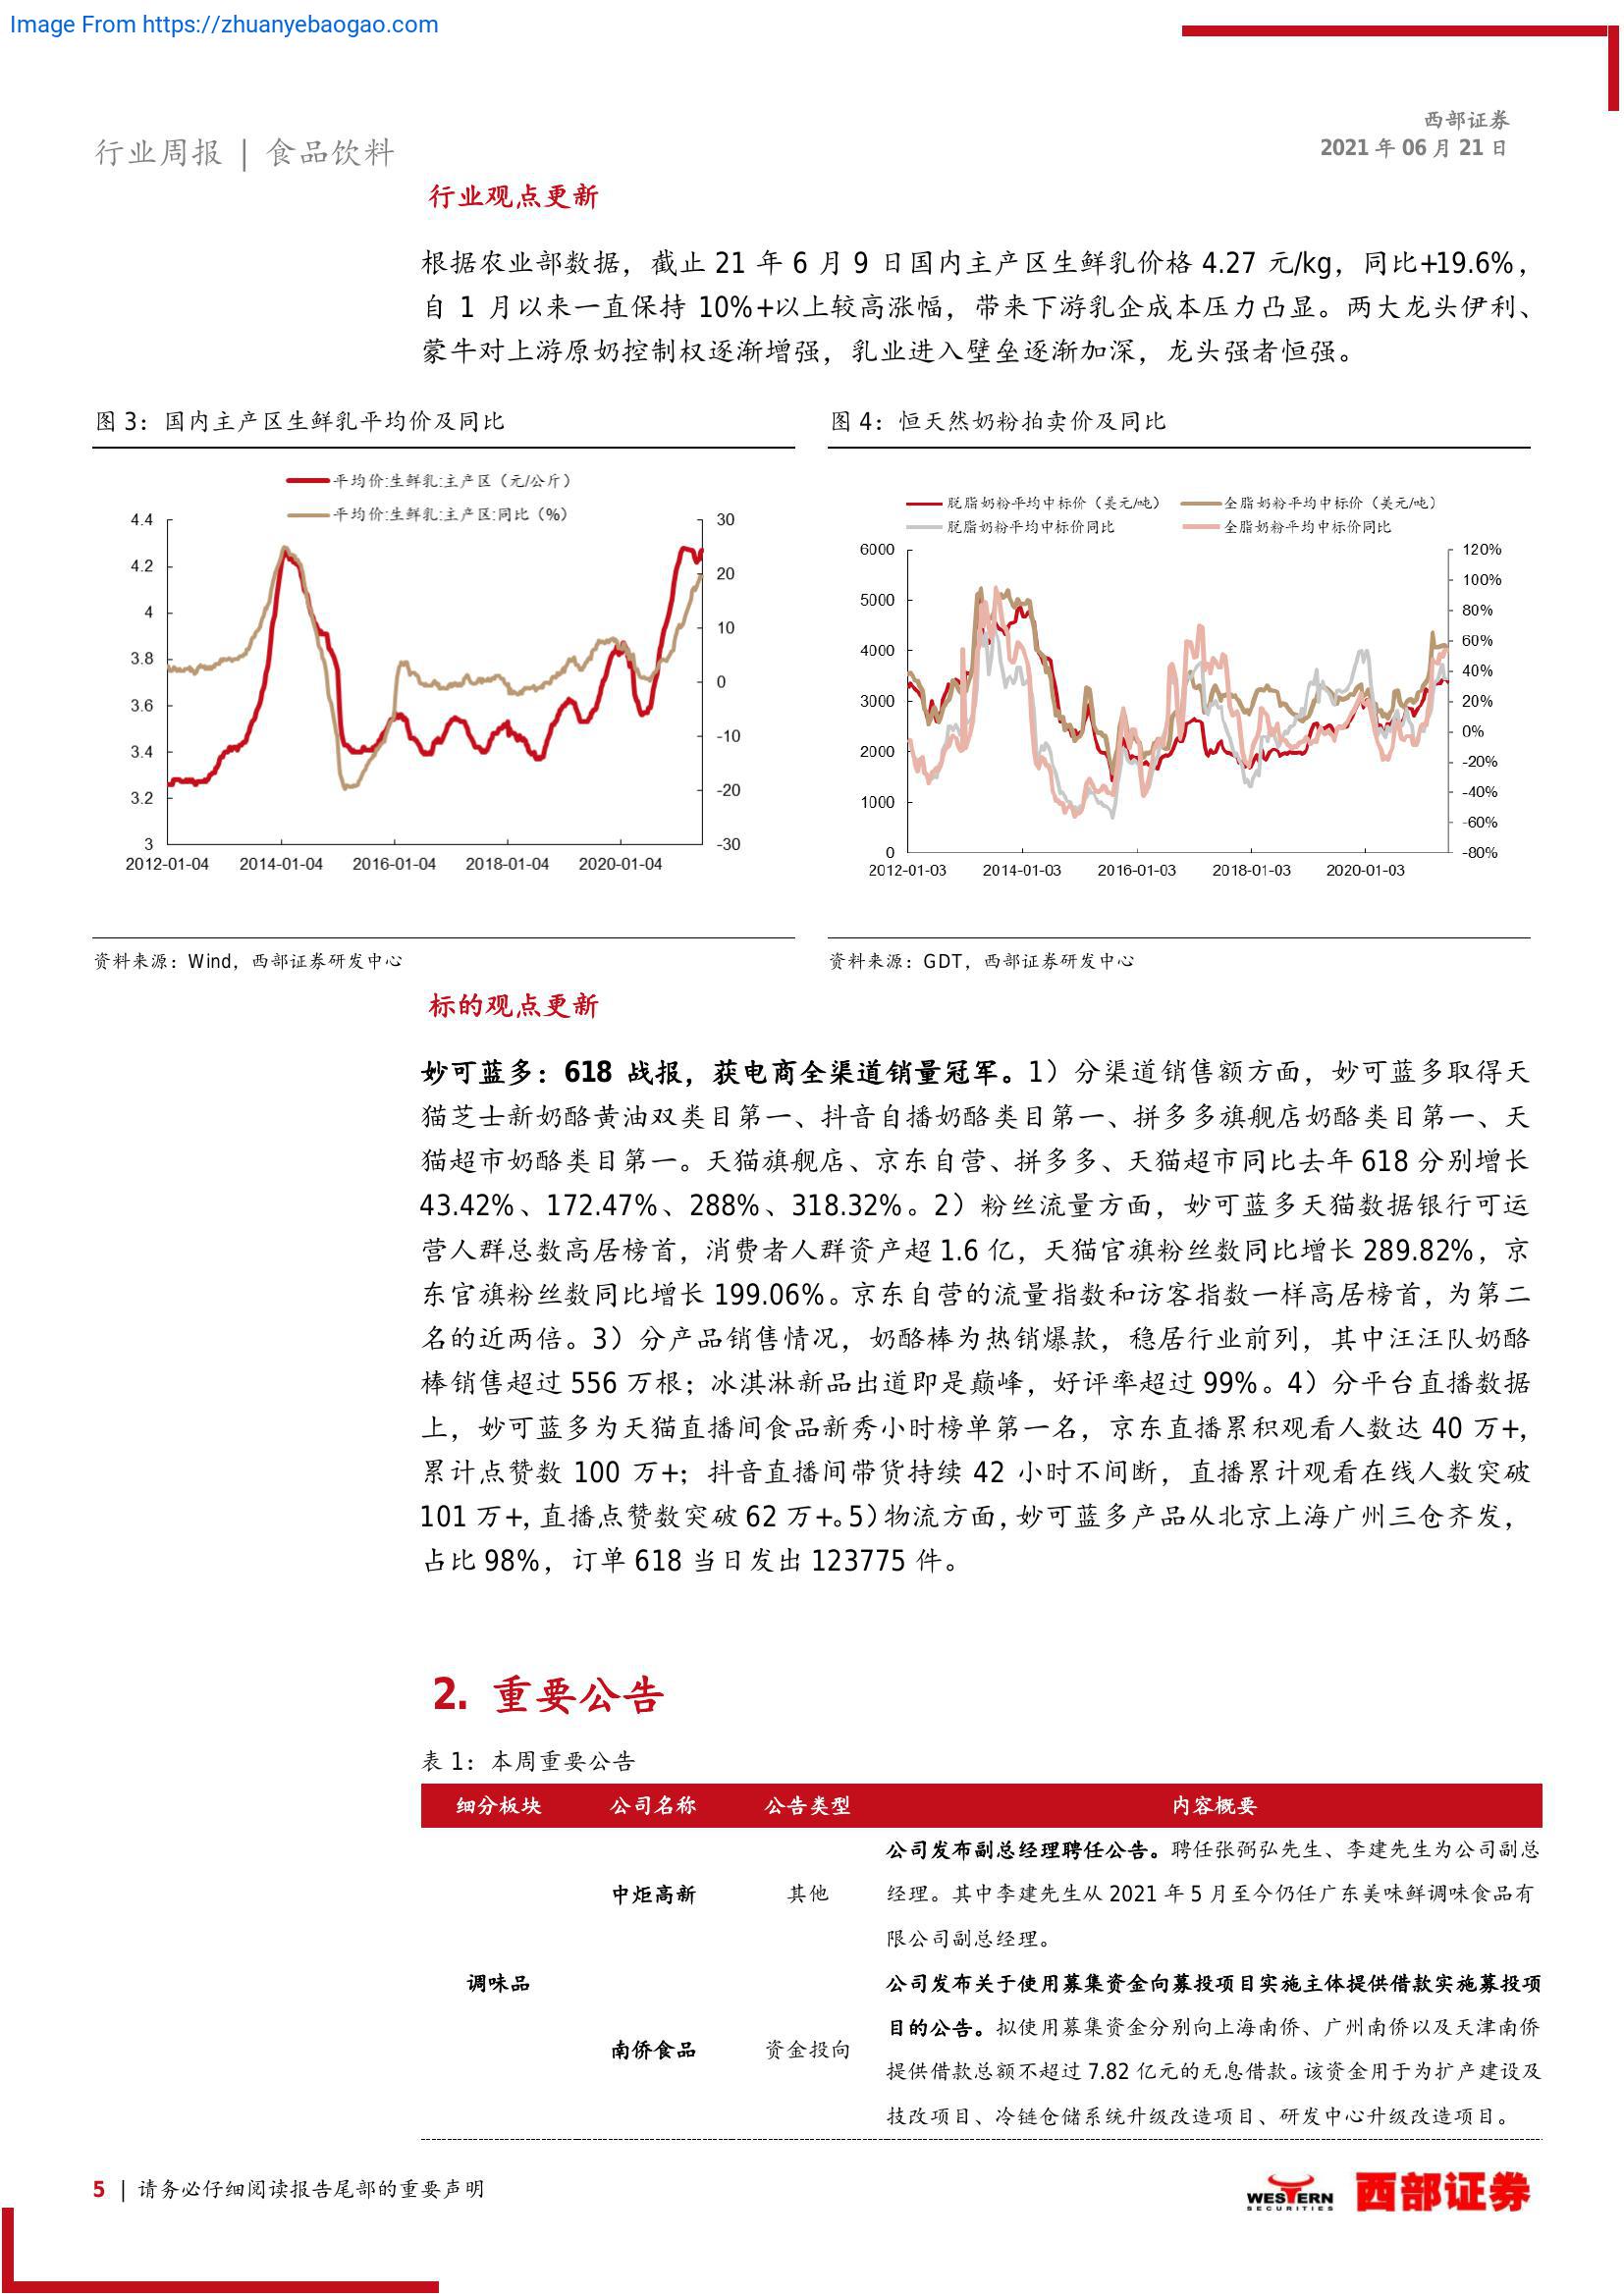 Image From https://zhuanyebaogao.com
行业周报 | 食品饮料
西部证券
2021 年 06 月 21 日
行业观点更新
根据农业部数据，截止 21 年 6 月 9 日国内主产区生鲜乳价格 4.27 元/kg，同比+19.6%，
自 1 月以来一直保持 10%+以上较高涨幅，带来下游乳企成本压力凸显。两大龙头伊利、
蒙牛对上游原奶控制权逐渐增强，乳业进入壁垒逐渐加深，龙头强者恒强。
图 3：国内主产区生鲜乳平均价及同比
平均价:生鲜乳:主产区（元/公斤）
平均价:生鲜乳:主产区:同比（%）
4.4
4.2
4
3.8
3.6
3.4
3.2
3
30
20
10
0
-10
-20
-30
2012-01-04 2014-01-04 2016-01-04 2018-01-04 2020-01-04
资料来源：Wind，西部证券研发中心
图 4：恒天然奶粉拍卖价及同比
脱脂奶粉平均中标价（美元/吨） 全脂奶粉平均中标价（美元/吨）
脱脂奶粉平均中标价同比 全脂奶粉平均中标价同比
6000
5000
4000
3000
2000
1000
0
120%
100%
80%
60%
40%
20%
0%
-20%
-40%
-60%
-80%
2012-01-03 2014-01-03 2016-01-03 2018-01-03 2020-01-03
资料来源：GDT，西部证券研发中心
标的观点更新
妙可蓝多：618 战报，获电商全渠道销量冠军。1）分渠道销售额方面，妙可蓝多取得天
猫芝士新奶酪黄油双类目第一、抖音自播奶酪类目第一、拼多多旗舰店奶酪类目第一、天
猫超市奶酪类目第一。天猫旗舰店、京东自营、拼多多、天猫超市同比去年 618 分别增长
43.42%、172.47%、288%、318.32%。2）粉丝流量方面，妙可蓝多天猫数据银行可运
营人群总数高居榜首，消费者人群资产超 1.6 亿，天猫官旗粉丝数同比增长 289.82%，京
东官旗粉丝数同比增长 199.06%。京东自营的流量指数和访客指数一样高居榜首，为第二
名的近两倍。3）分产品销售情况，奶酪棒为热销爆款，稳居行业前列，其中汪汪队奶酪
棒销售超过 556 万根；冰淇淋新品出道即是巅峰，好评率超过 99%。4）分平台直播数据
上，妙可蓝多为天猫直播间食品新秀小时榜单第一名，京东直播累积观看人数达 40 万+，
累计点赞数 100 万+；抖音直播间带货持续 42 小时不间断，直播累计观看在线人数突破
101 万+，直播点赞数突破 62 万+。5）物流方面，妙可蓝多产品从北京上海广州三仓齐发，
占比 98%，订单 618 当日发出 123775 件。
2. 重要公告
表 1：本周重要公告
细分板块 公司名称 公告类型 内容概要
公司发布副总经理聘任公告。聘任张弼弘先生、李建先生为公司副总
中炬高新 其他 经理。其中李建先生从 2021 年 5 月至今仍任广东美味鲜调味食品有
限公司副总经理。
调味品 公司发布关于使用募集资金向募投项目实施主体提供借款实施募投项
目的公告。拟使用募集资金分别向上海南侨、广州南侨以及天津南侨
南侨食品 资金投向
提供借款总额不超过 7.82 亿元的无息借款。该资金用于为扩产建设及
技改项目、冷链仓储系统升级改造项目、研发中心升级改造项目。
5 | 请务必仔细阅读报告尾部的重要声明
WESTERN
SECURITIES
西部证券